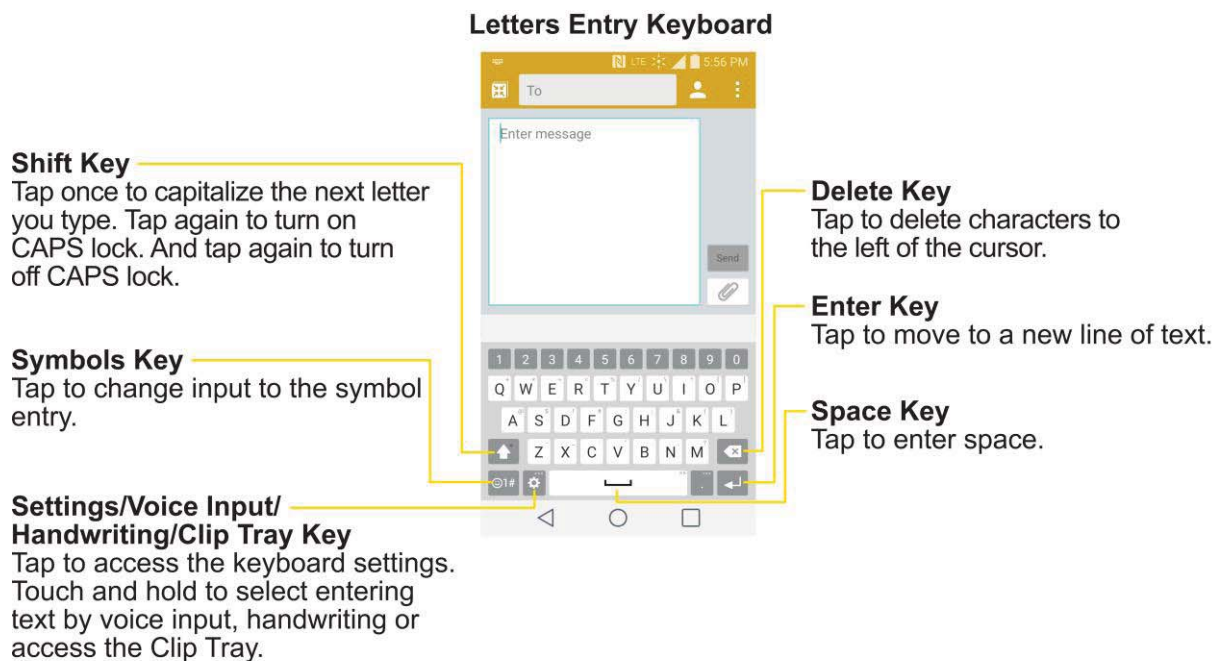 Letters Entry Keyboard
LTE 5:56 PM
To
Enter message
Send
Shift Key
Tap once to capitalize the next letter
you type. Tap again to turn on
CAPS lock. And tap again to turn
off CAPS lock.
Symbols Key
Tap to change input to the symbol
entry.
Settings/Voice Input/
Handwriting/Clip Tray Key
Tap to access the keyboard settings.
Touch and hold to select entering
text by voice input, handwriting or
access the Clip Tray.
1 2 3 4 5 6 7 8 9 0
Q W E R T Y U I O P
A S D F G H J K L
Z X C V B N M
1# .
Delete Key
Tap to delete characters to
the left of the cursor.
Enter Key
Tap to move to a new line of text.
Space Key
Tap to enter space.